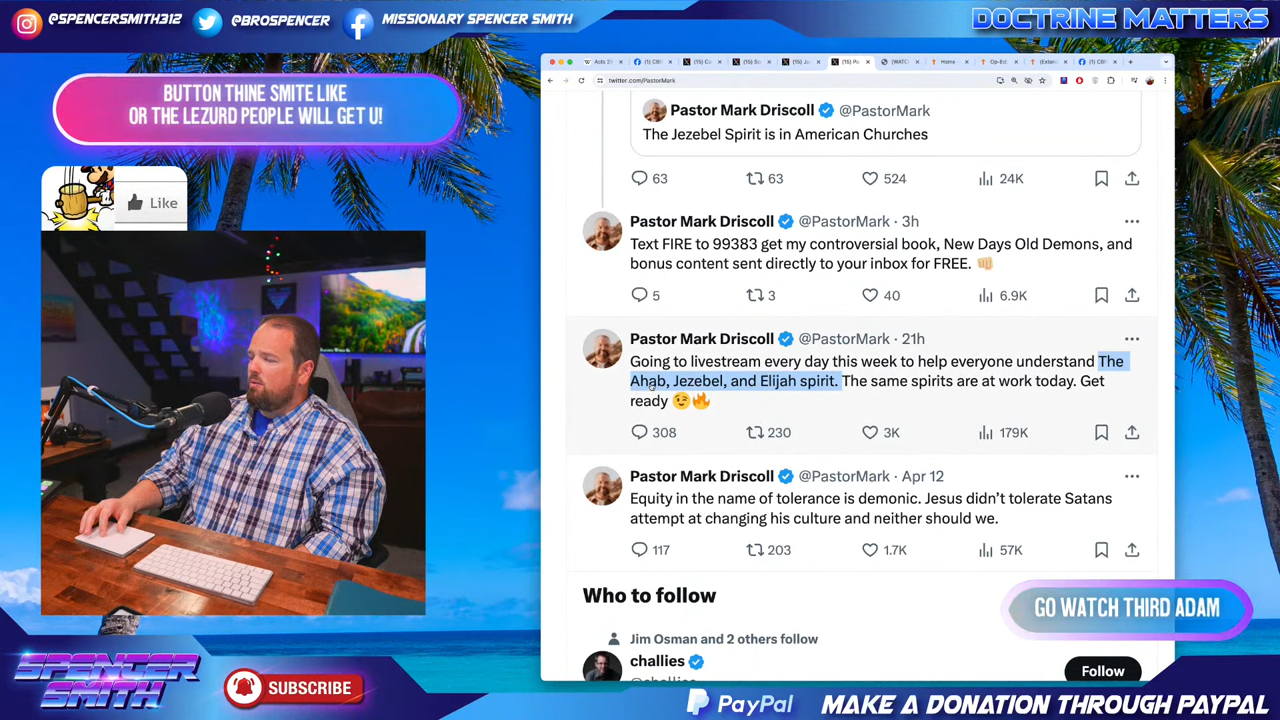 @SPENCERSMITH312
@BROSPENCER
MISSIONARY SPENCER SMITH
DOCTRINE MATTERS
BUTTON THINE SMITE LIKE
OR THE LEZURD PEOPLE WILL GET U!
Like
twitter.com/PastorMark
Pastor Mark Driscoll @PastorMark
The Jezebel Spirit is in American Churches
63 63 524 24K
Pastor Mark Driscoll @PastorMark · 3h
Text FIRE to 99383 get my controversial book, New Days Old Demons, and
bonus content sent directly to your inbox for FREE. 👊🏼
5 3 40 6.9K
Pastor Mark Driscoll @PastorMark · 21h
Going to livestream every day this week to help everyone understand The
Ahab, Jezebel, and Elijah spirit. The same spirits are at work today. Get
ready 😉🔥
308 230 3K 179K
Pastor Mark Driscoll @PastorMark · Apr 12
Equity in the name of tolerance is demonic. Jesus didn’t tolerate Satans
attempt at changing his culture and neither should we.
117 203 1.7K 57K
Who to follow
Jim Osman and 2 others follow
challies
Follow
GO WATCH THIRD ADAM
SPENCER
SMITH
SUBSCRIBE
PayPal
MAKE A DONATION THROUGH PAYPAL